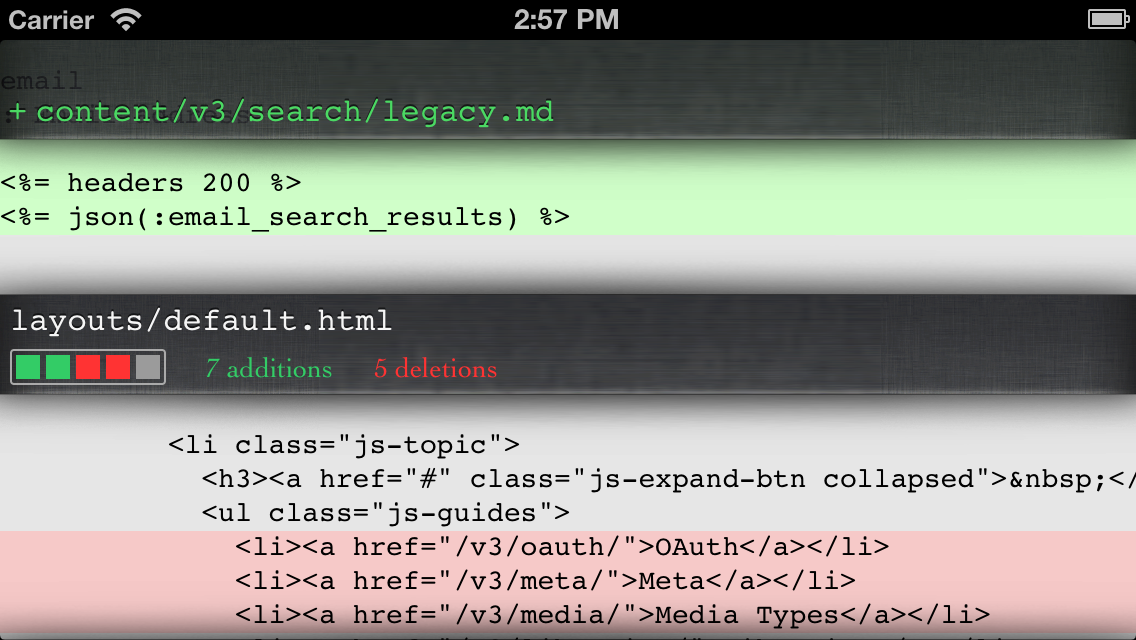 Carrier 2:57 PM
email
+ content/v3/search/legacy.md
<%= headers 200 %>
<%= json(:email_search_results) %>
layouts/default.html
7 additions 5 deletions
<li class="js-topic">
<h3><a href="#" class="js-expand-btn collapsed">&nbsp;</
<ul class="js-guides">
<li><a href="/v3/oauth/">OAuth</a></li>
<li><a href="/v3/meta/">Meta</a></li>
<li><a href="/v3/media/">Media Types</a></li>